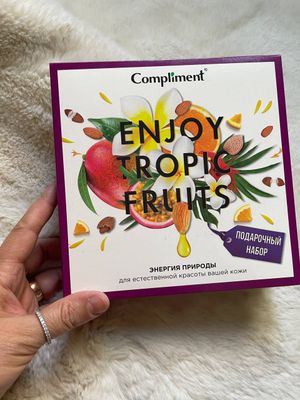 Compliment
ENJOY
TROPIC
FRUITS
ПОДАРОЧНЫЙ
НАБОР
ЭНЕРГИЯ ПРИРОДЫ
для естественной красоты вашей кожи